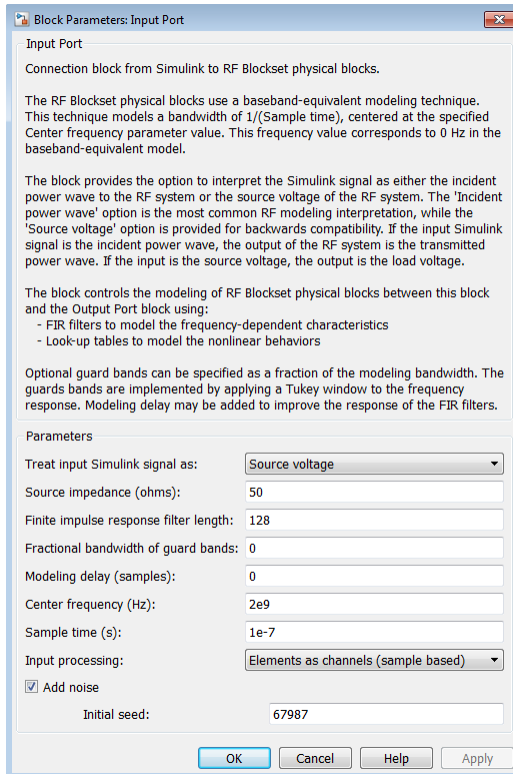 Block Parameters: Input Port
Input Port
Connection block from Simulink to RF Blockset physical blocks.
The RF Blockset physical blocks use a baseband-equivalent modeling technique.
This technique models a bandwidth of 1/(Sample time), centered at the specified
Center frequency parameter value. This frequency value corresponds to 0 Hz in the
baseband-equivalent model.
The block provides the option to interpret the Simulink signal as either the incident
power wave to the RF system or the source voltage of the RF system. The 'Incident
power wave' option is the most common RF modeling interpretation, while the
'Source voltage' option is provided for backwards compatibility. If the input Simulink
signal is the incident power wave, the output of the RF system is the transmitted
power wave. If the input is the source voltage, the output is the load voltage.
The block controls the modeling of RF Blockset physical blocks between this block
and the Output Port block using:
- FIR filters to model the frequency-dependent characteristics
- Look-up tables to model the nonlinear behaviors
Optional guard bands can be specified as a fraction of the modeling bandwidth. The
guards bands are implemented by applying a Tukey window to the frequency
response. Modeling delay may be added to improve the response of the FIR filters.
Parameters
Treat input Simulink signal as: Source voltage
Source impedance (ohms): 50
Finite impulse response filter length: 128
Fractional bandwidth of guard bands: 0
Modeling delay (samples): 0
Center frequency (Hz): 2e9
Sample time (s): 1e-7
Input processing: Elements as channels (sample based)
Add noise
Initial seed: 67987
OK Cancel Help Apply